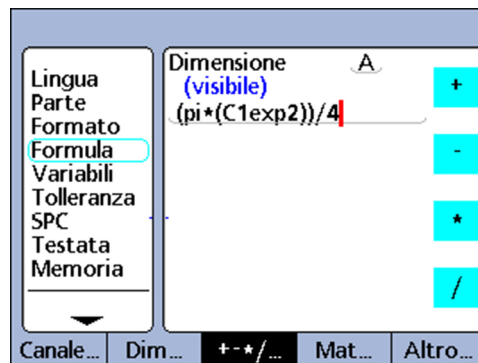 Lingua
Parte
Formato
Formula
Variabili
Tolleranza
SPC
Testata
Memoria
Dimensione A
(visibile)
(pi*(C1exp2))/4
+
-
*
/
Canale... Dim... +-*/... Mat... Altro...